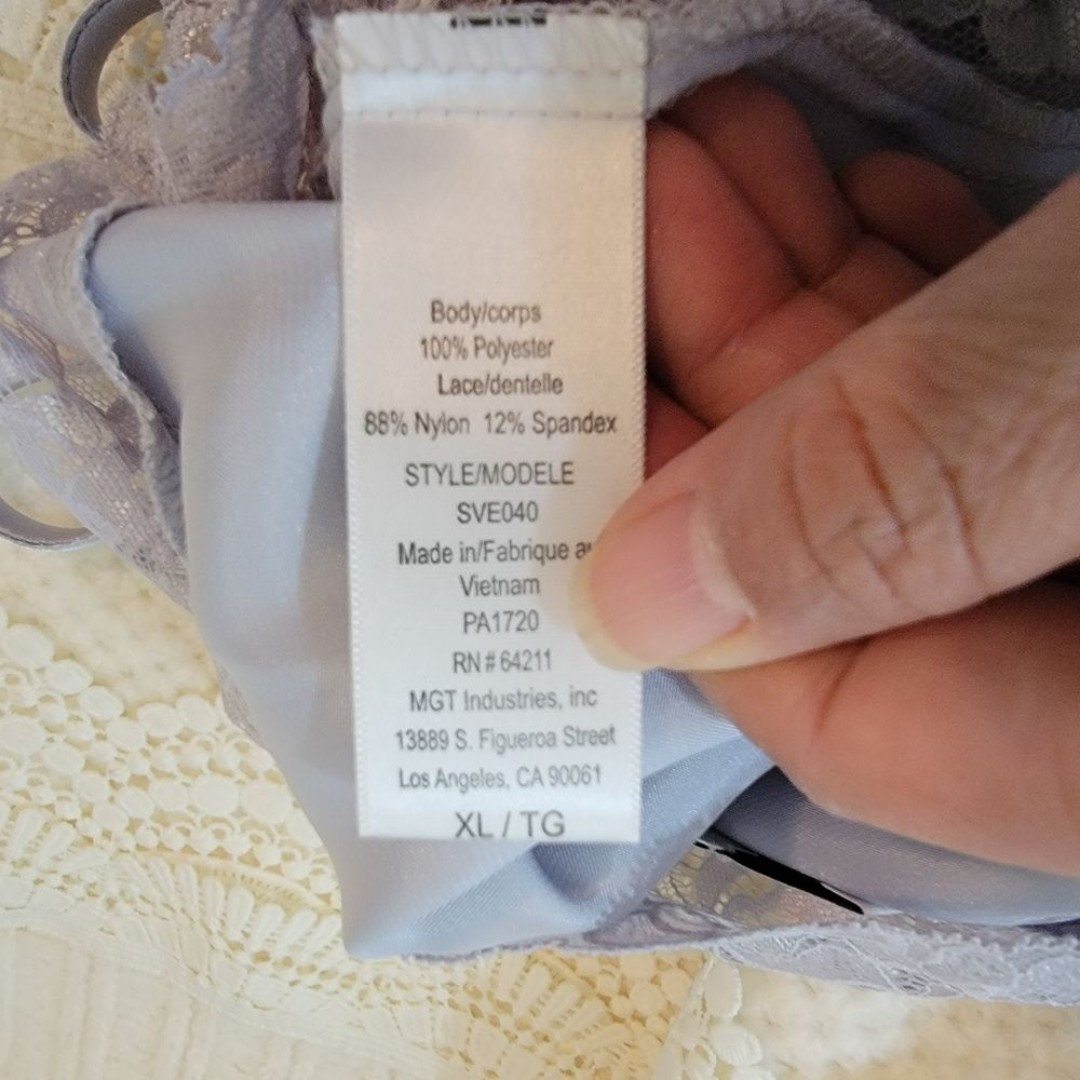 Body/corps
100% Polyester
Lace/dentelle
88% Nylon 12% Spandex
STYLE/MODELE
SVE040
Made in/Fabrique
Vietnam
PA1720
RN # 64211
MGT Industries, inc
13889 S. Figueroa Street
Los Angeles, CA 90061
XL / TG